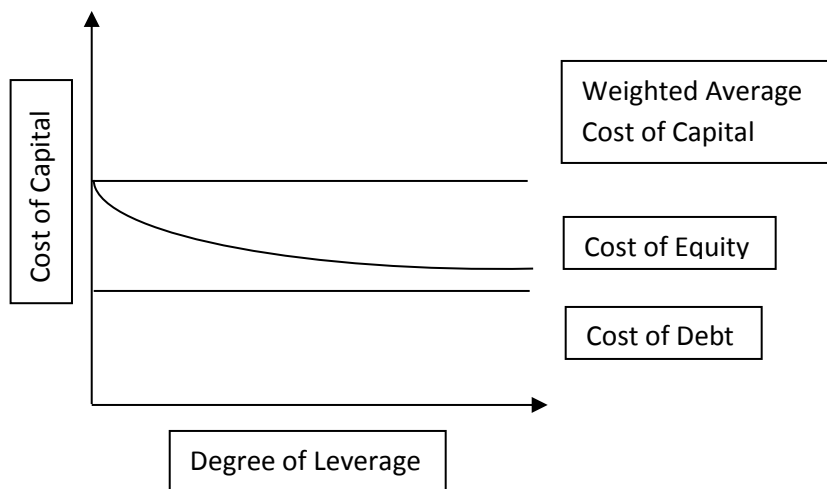 Cost of Capital
Weighted Average
Cost of Capital
Cost of Equity
Cost of Debt
Degree of Leverage